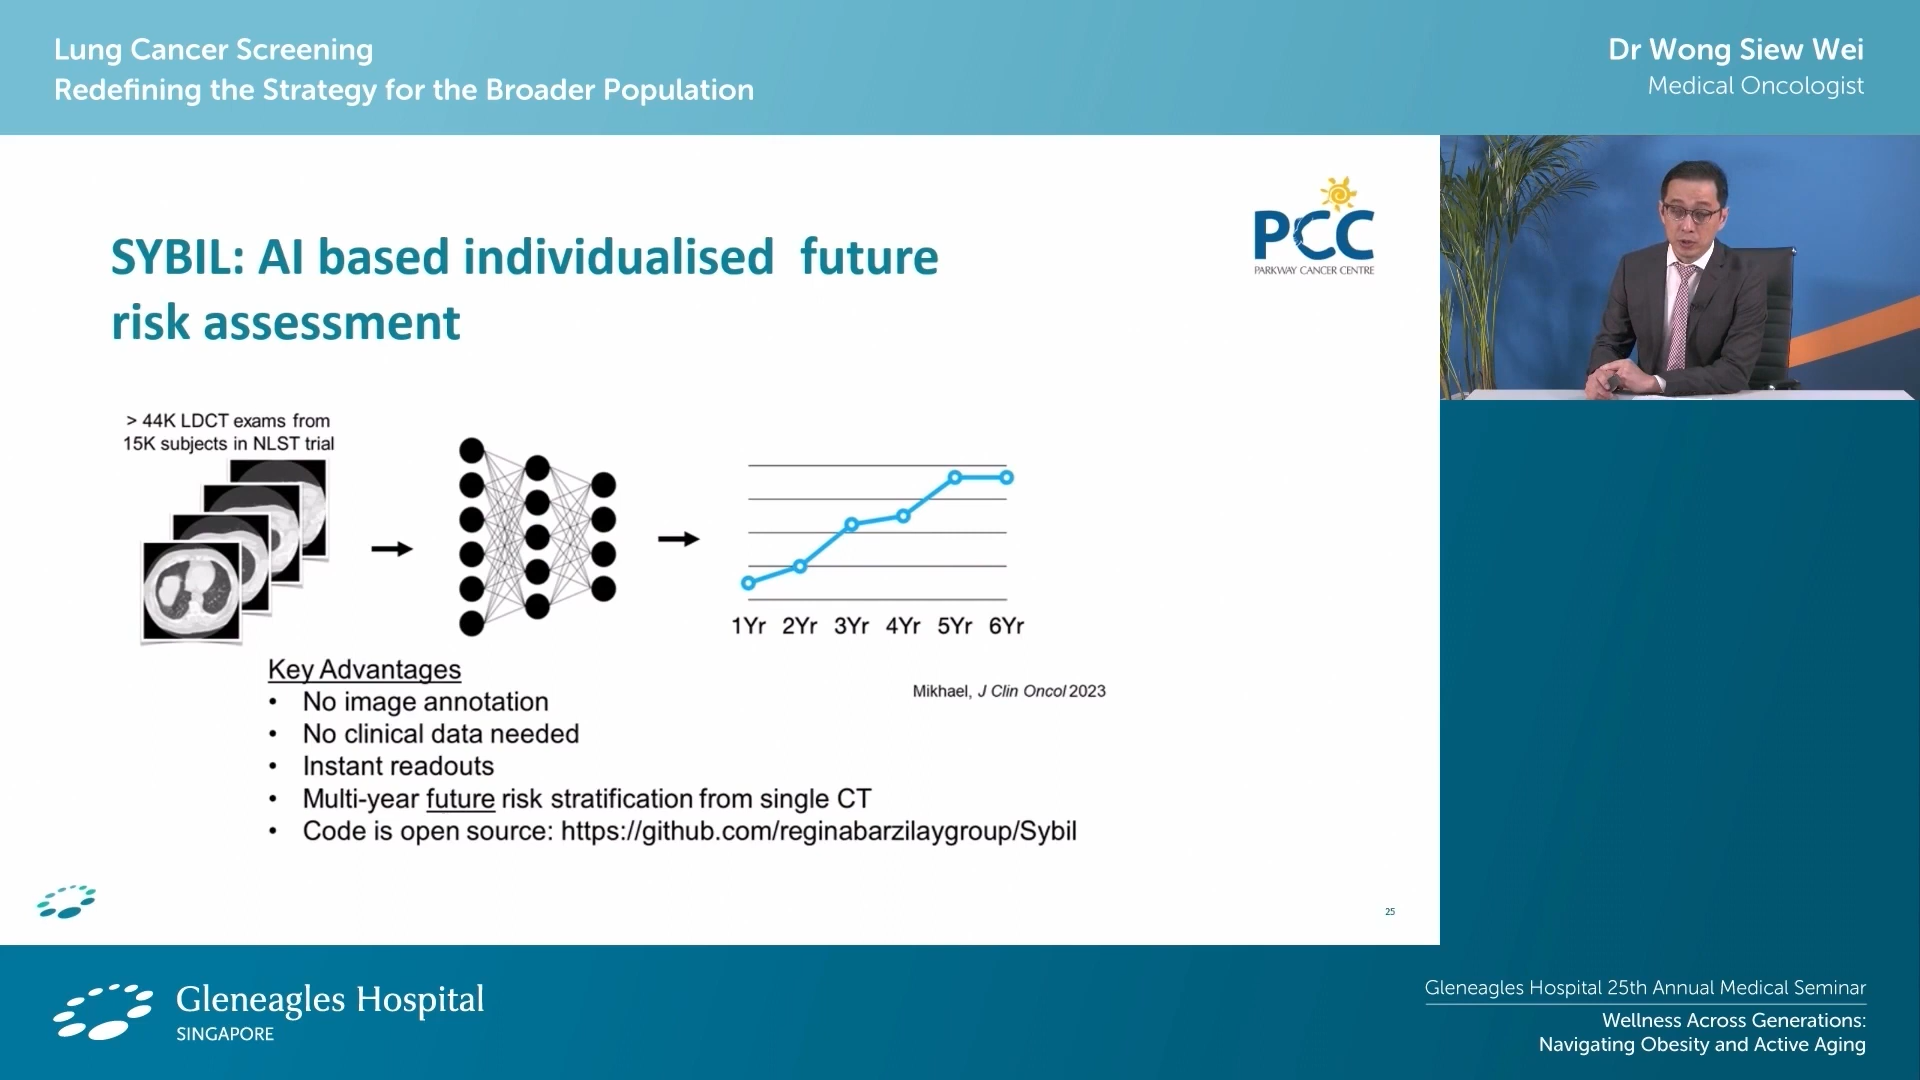 Lung Cancer Screening
Redefining the Strategy for the Broader Population
Dr Wong Siew Wei
Medical Oncologist
PCC
PARKWAY CANCER CENTRE
SYBIL: AI based individualised  future
risk assessment
> 44K LDCT exams from
15K subjects in NLST trial
1Yr 2Yr 3Yr 4Yr 5Yr 6Yr
Key Advantages
• No image annotation
• No clinical data needed
• Instant readouts
• Multi-year future risk stratification from single CT
• Code is open source: https://github.com/reginabarzilaygroup/Sybil
Mikhael, J Clin Oncol 2023
25
Gleneagles Hospital
SINGAPORE
Gleneagles Hospital 25th Annual Medical Seminar
Wellness Across Generations:
Navigating Obesity and Active Aging